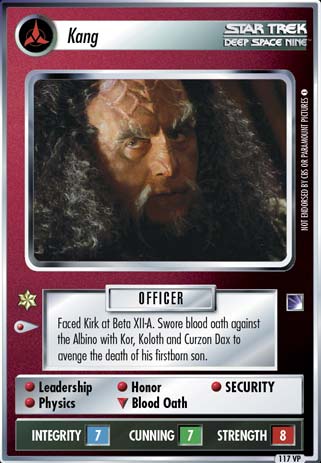 Kang
STAR TREK
DEEP SPACE NINE
NOT ENDORSED BY CBS OR PARAMOUNT PICTURES
OFFICER
Faced Kirk at Beta XII-A. Swore blood oath against
the Albino with Kor, Koloth and Curzon Dax to
avenge the death of his firstborn son.
Leadership Honor SECURITY
Physics Blood Oath
INTEGRITY 7 CUNNING 7 STRENGTH 8
117 VP